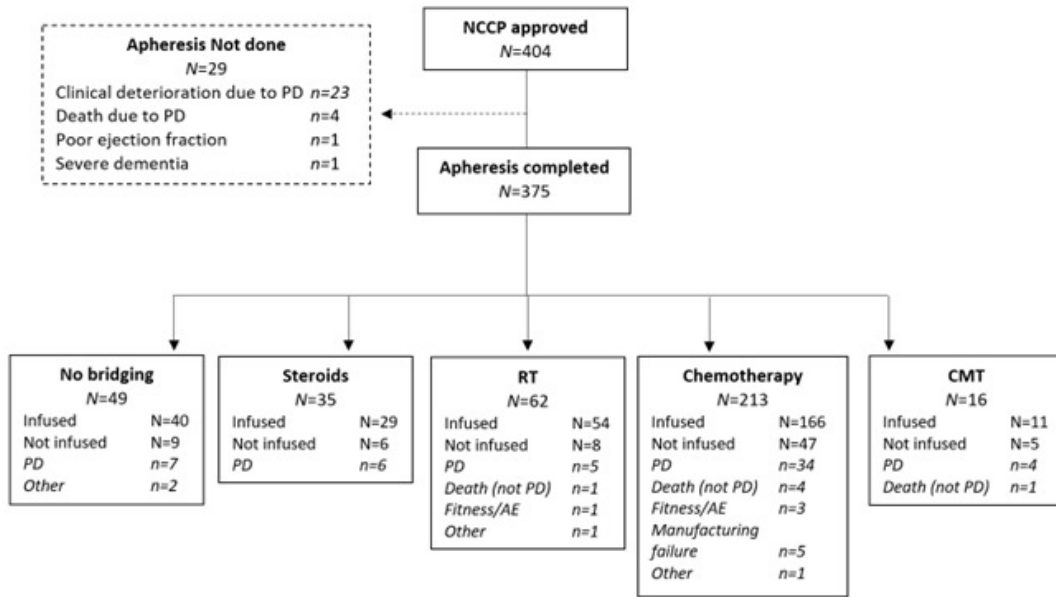 NCCP approved
N=404
Apheresis Not done
N=29
Clinical deterioration due to PD n=23
Death due to PD n=4
Poor ejection fraction n=1
Severe dementia n=1
Apheresis completed
N=375
No bridging
N=49
Infused N=40
Not infused N=9
PD n=7
Other n=2
Steroids
N=35
Infused N=29
Not infused N=6
PD n=6
RT
N=62
Infused N=54
Not infused N=8
PD n=5
Death (not PD) n=1
Fitness/AE n=1
Other n=1
Chemotherapy
N=213
Infused N=166
Not infused N=47
PD n=34
Death (not PD) n=4
Fitness/AE n=3
Manufacturing
failure n=5
Other n=1
CMT
N=16
Infused N=11
Not infused N=5
PD n=4
Death (not PD) n=1